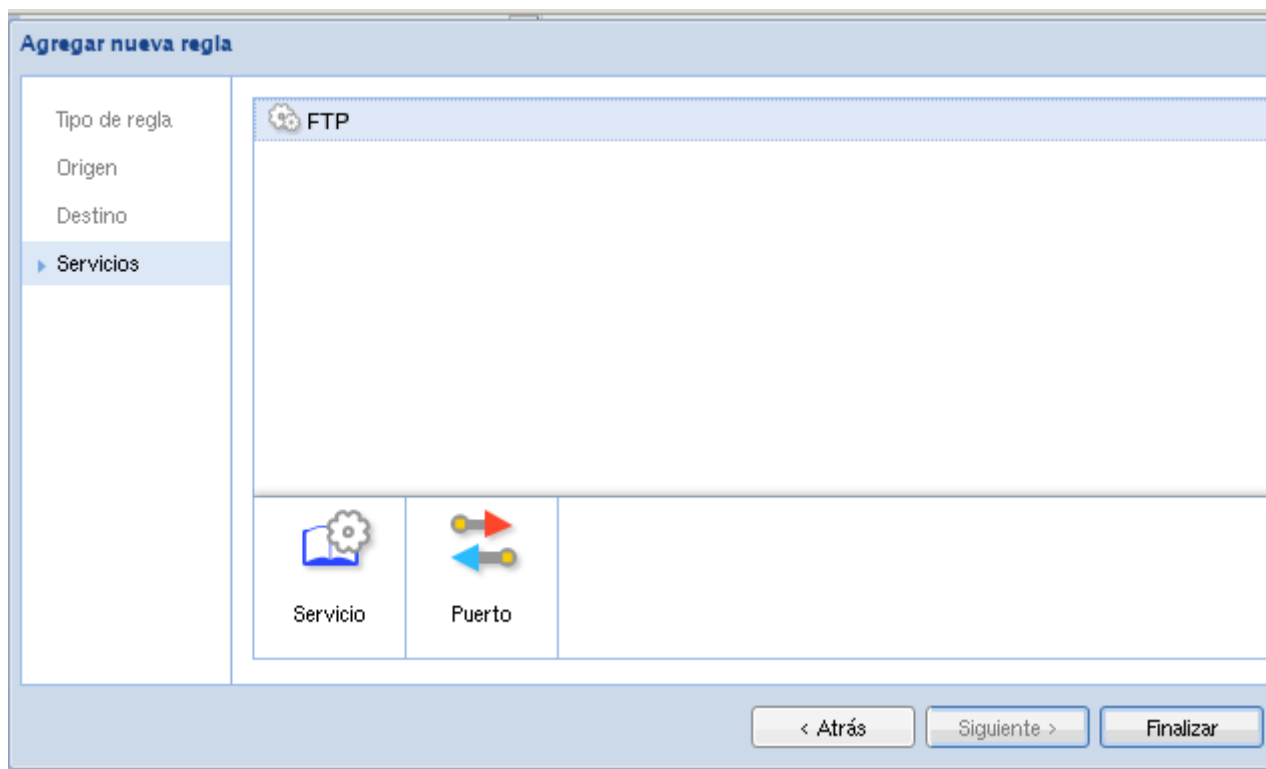 Agregar nueva regla
Tipo de regla
Origen
Destino
Servicios
FTP
Servicio
Puerto
< Atrás
Siguiente >
Finalizar